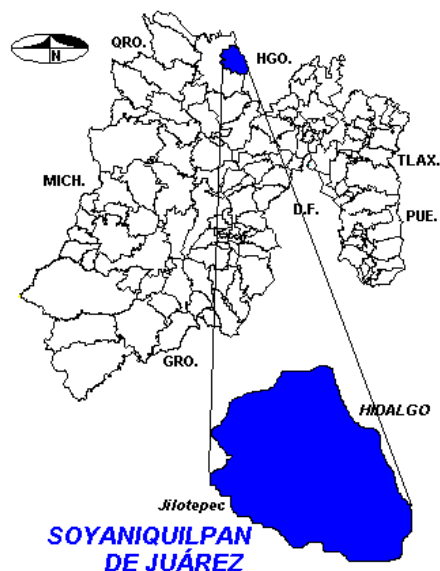 QRO.
HGO.
N
TLAX.
MICH.
D.F.
PUE.
GRO.
HIDALGO
Jilotepec
SOYANIQUILPAN
DE JUÁREZ